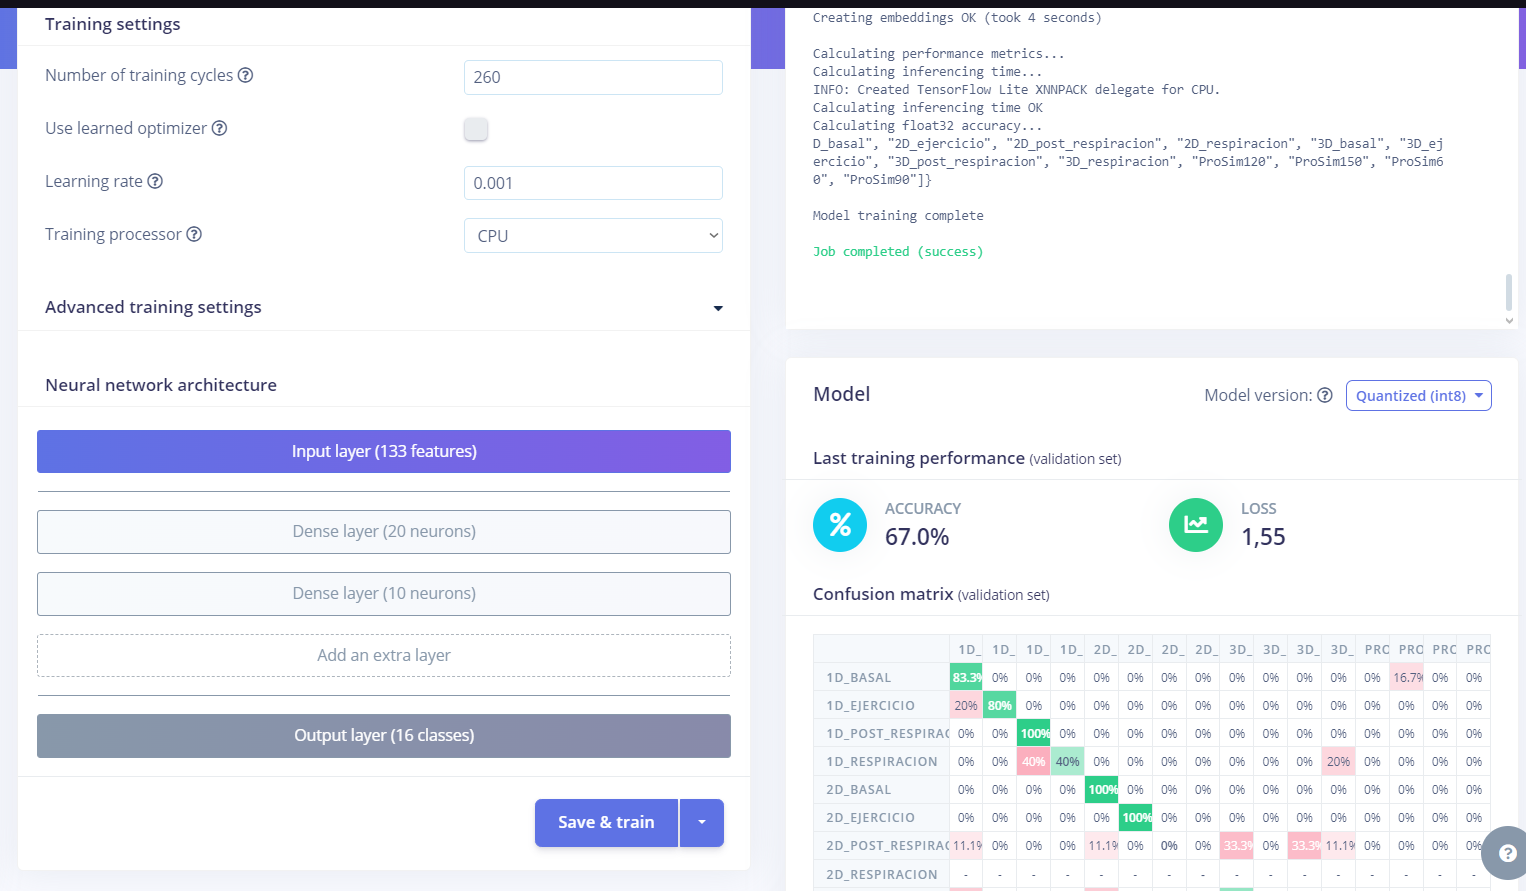 Training settings
Number of training cycles
260
Use learned optimizer
Learning rate
0.001
Training processor
CPU
Advanced training settings
Neural network architecture
Input layer (133 features)
Dense layer (20 neurons)
Dense layer (10 neurons)
Add an extra layer
Output layer (16 classes)
Save & train
Creating embeddings OK (took 4 seconds)
Calculating performance metrics...
Calculating inferencing time...
INFO: Created TensorFlow Lite XNNPACK delegate for CPU.
Calculating inferencing time OK
Calculating float32 accuracy...
D_basal", "2D_ejercicio", "2D_post_respiracion", "2D_respiracion", "3D_basal", "3D_ej
ercicio", "3D_post_respiracion", "3D_respiracion", "ProSim120", "ProSim150", "ProSim6
0", "ProSim90"]}
Model training complete
Job completed (success)
Model
Model version:
Quantized (int8)
Last training performance (validation set)
% ACCURACY
67.0%
LOSS
1,55
Confusion matrix (validation set)
1D_ 1D_ 1D_ 1D_ 2D_ 2D_ 2D_ 2D_ 3D_ 3D_ 3D_ 3D_ PRO PRO PRO PRO
1D_BASAL 83.3% 0% 0% 0% 0% 0% 0% 0% 0% 0% 0% 0% 0% 16.7% 0% 0%
1D_EJERCICIO 20% 80% 0% 0% 0% 0% 0% 0% 0% 0% 0% 0% 0% 0% 0% 0%
1D_POST_RESPIRAC 0% 0% 100% 0% 0% 0% 0% 0% 0% 0% 0% 0% 0% 0% 0% 0%
1D_RESPIRACION 0% 0% 40% 40% 0% 0% 0% 0% 0% 0% 0% 20% 0% 0% 0% 0%
2D_BASAL 0% 0% 0% 0% 100% 0% 0% 0% 0% 0% 0% 0% 0% 0% 0% 0%
2D_EJERCICIO 0% 0% 0% 0% 0% 100% 0% 0% 0% 0% 0% 0% 0% 0% 0% 0%
2D_POST_RESPIRAC 11.1% 0% 0% 0% 11.1% 0% 0% 0% 33.3% 0% 33.3% 11.1% 0% 0% 0% 0%
2D_RESPIRACION - - - - - - - - - - - - - - - -